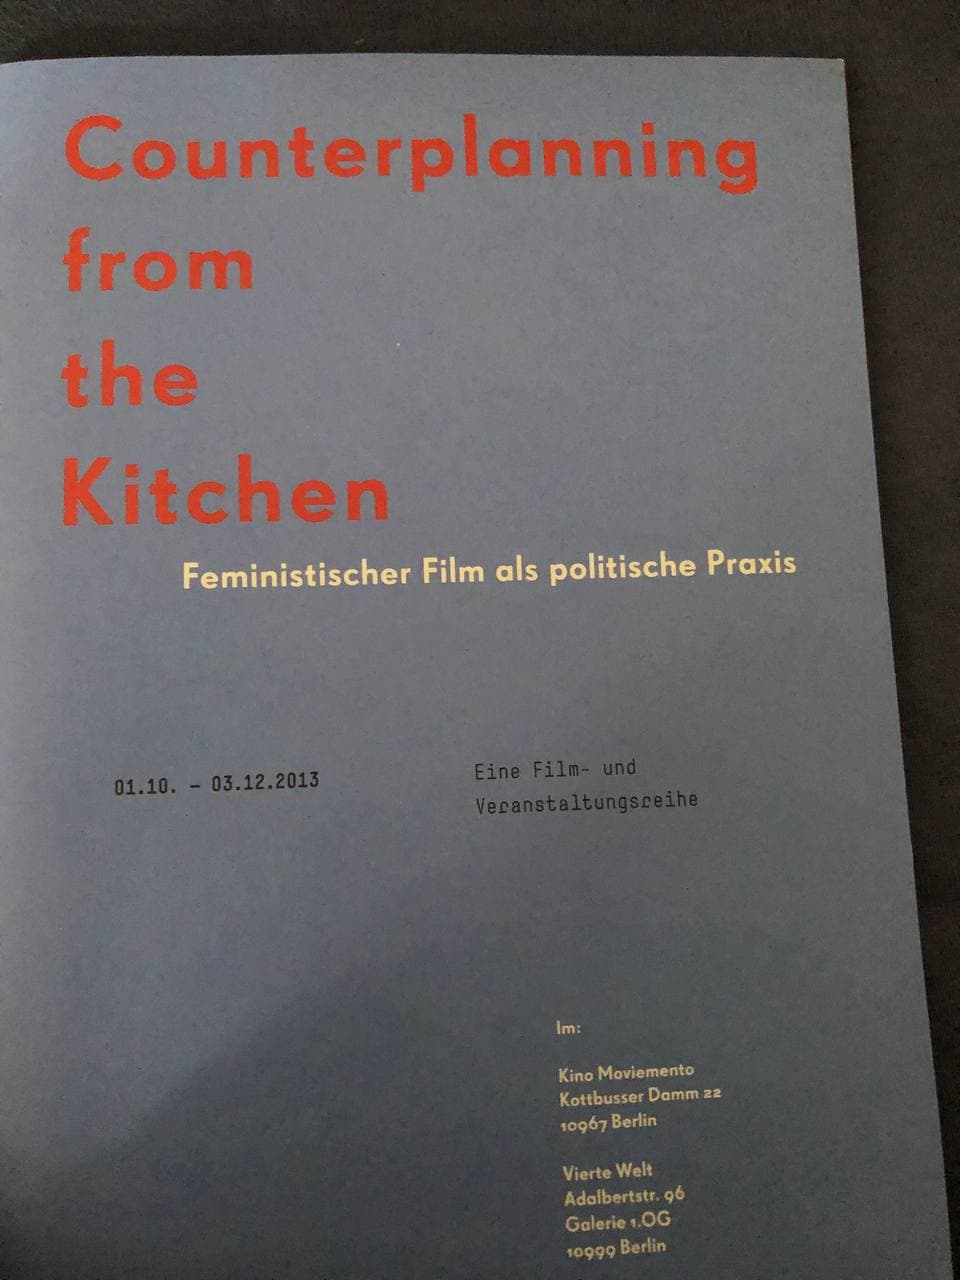 Counterplanning
from
the
Kitchen
Feministischer Film als politische Praxis
01.10. – 03.12.2013
Eine Film- und
Veranstaltungsreihe
Im:
Kino Moviemento
Kottbusser Damm 22
10967 Berlin
Vierte Welt
Adalbertstr. 96
Galerie 1.OG
10999 Berlin